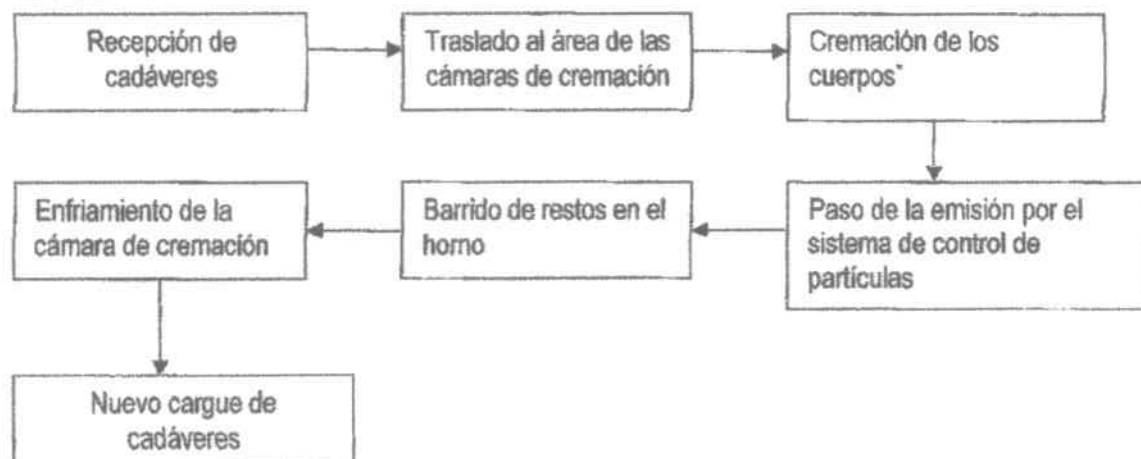 Recepción de
cadáveres
Traslado al área de las
cámaras de cremación
Cremación de los
cuerpos*
Paso de la emisión por el
sistema de control de
partículas
Barrido de restos en el
horno
Enfriamiento de la
cámara de cremación
Nuevo cargue de
cadáveres